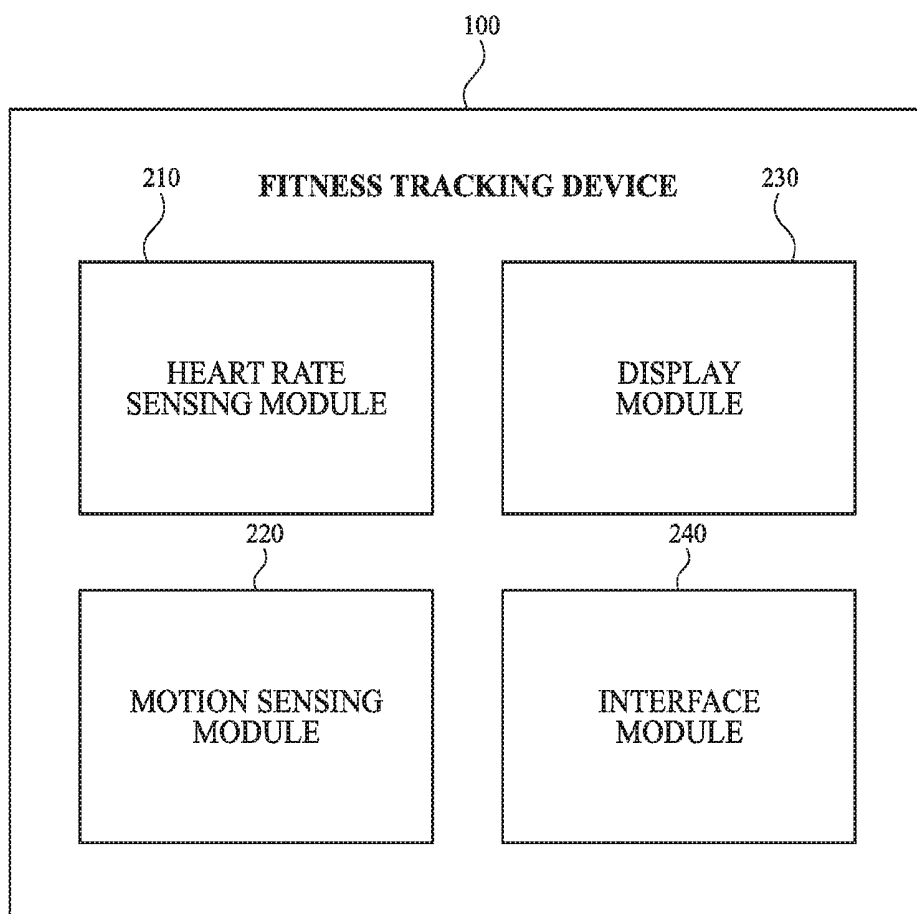 100
FITNESS TRACKING DEVICE
210
230
HEART RATE
SENSING MODULE
DISPLAY
MODULE
220
240
MOTION SENSING
MODULE
INTERFACE
MODULE